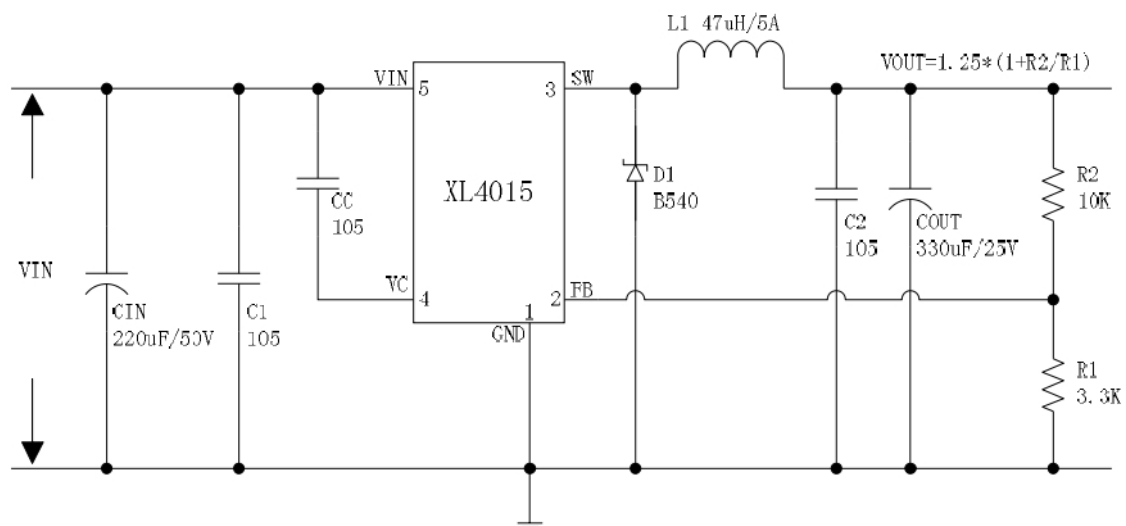 L1 47uH/5A
VOUT=1.25*(1+R2/R1)
VIN
5
3
SW
XL4015
CC
105
D1
B540
C2
105
COUT
330uF/25V
R2
10K
VIN
VC
4
2
FB
1
GND
CIN
220uF/50V
C1
105
R1
3.3K